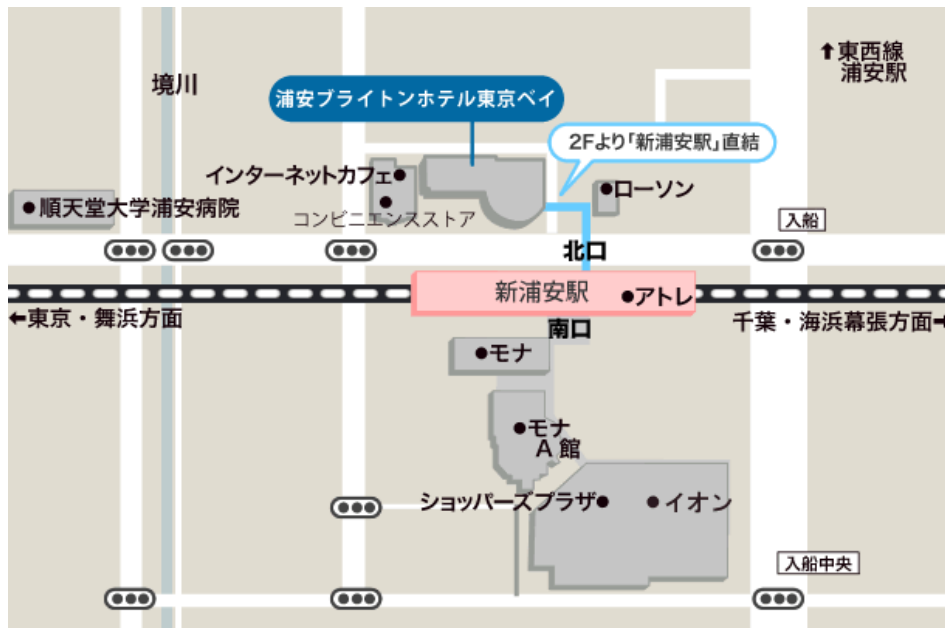 ↑東西線
浦安駅
境川
浦安ブライトンホテル東京ベイ
2Fより「新浦安駅」直結
インターネットカフェ
ローソン
順天堂大学浦安病院
コンビニエンスストア
入船
北口
新浦安駅
アトレ
←東京・舞浜方面
千葉・海浜幕張方面→
南口
モナ
モナ
A館
ショッパーズプラザ
イオン
入船中央